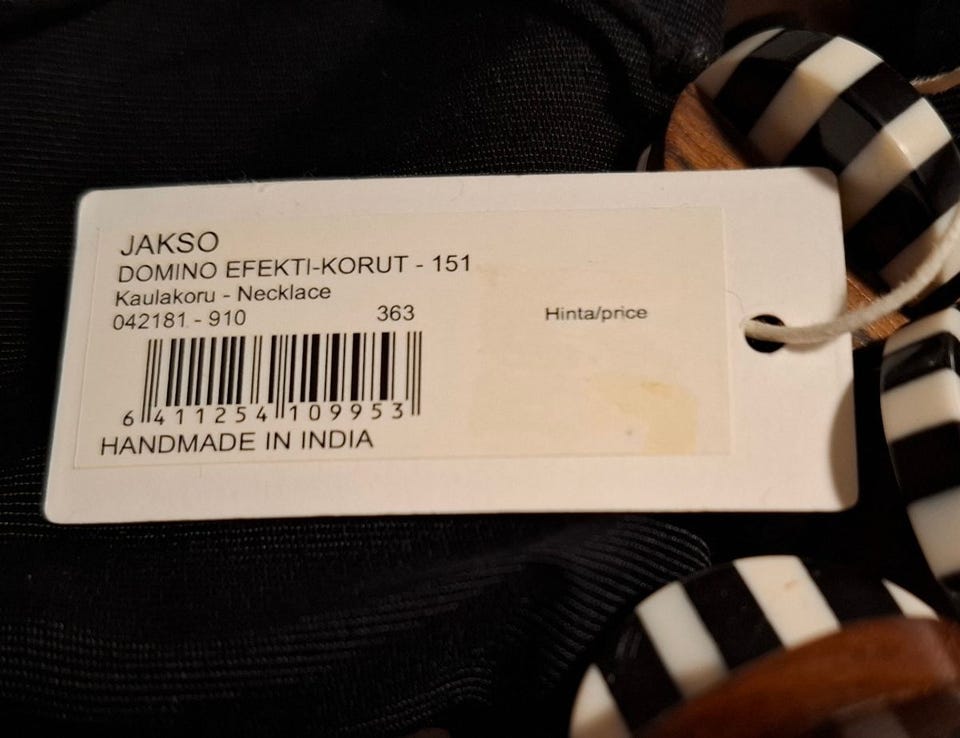 JAKSO
DOMINO EFEKTI-KORUT - 151
Kaulakoru - Necklace
042181 - 910 363
Hinta/price
6 411254 109953
HANDMADE IN INDIA